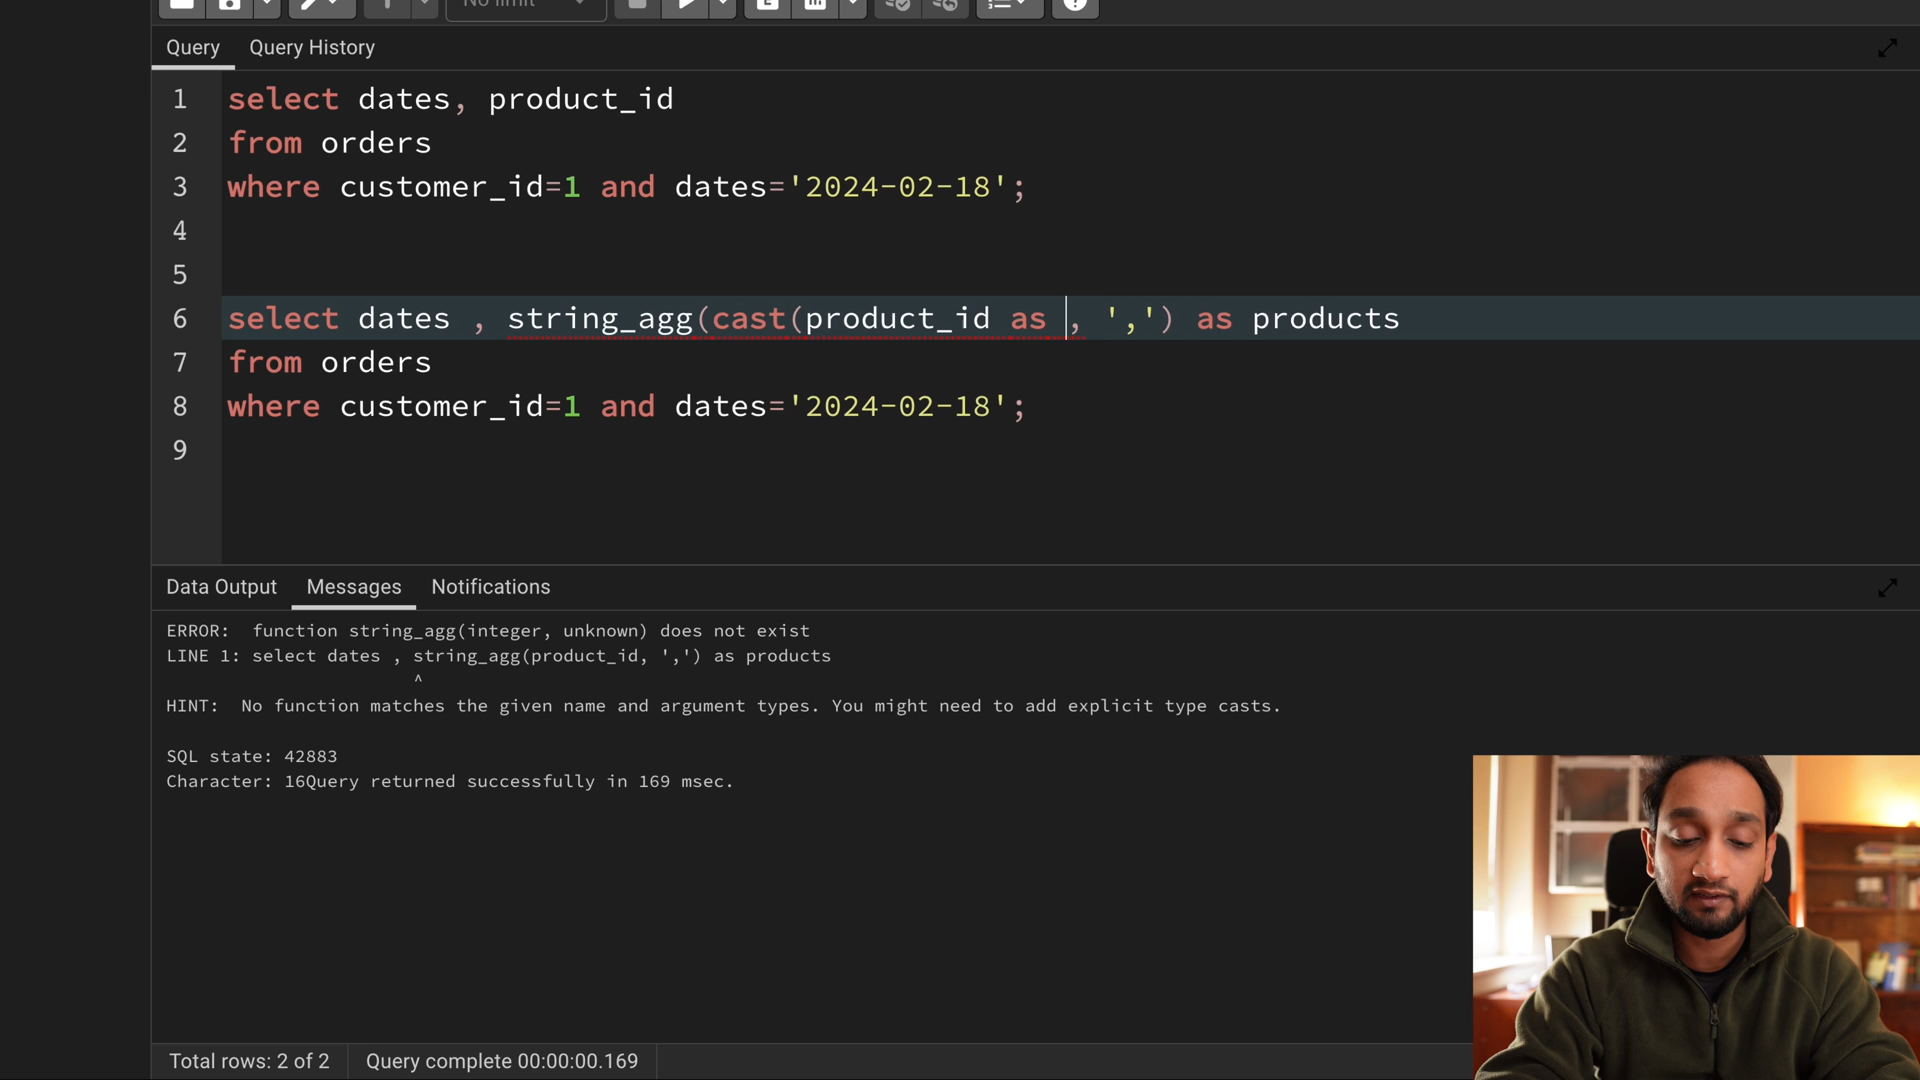 No limit
Query Query History
1 select dates, product_id
2 from orders
3 where customer_id=1 and dates='2024-02-18';
4
5
6 select dates , string_agg(cast(product_id as , ',') as products
7 from orders
8 where customer_id=1 and dates='2024-02-18';
9
Data Output Messages Notifications
ERROR:  function string_agg(integer, unknown) does not exist
LINE 1: select dates , string_agg(product_id, ',') as products
^
HINT:  No function matches the given name and argument types. You might need to add explicit type casts.
SQL state: 42883
Character: 16Query returned successfully in 169 msec.
Total rows: 2 of 2 Query complete 00:00:00.169